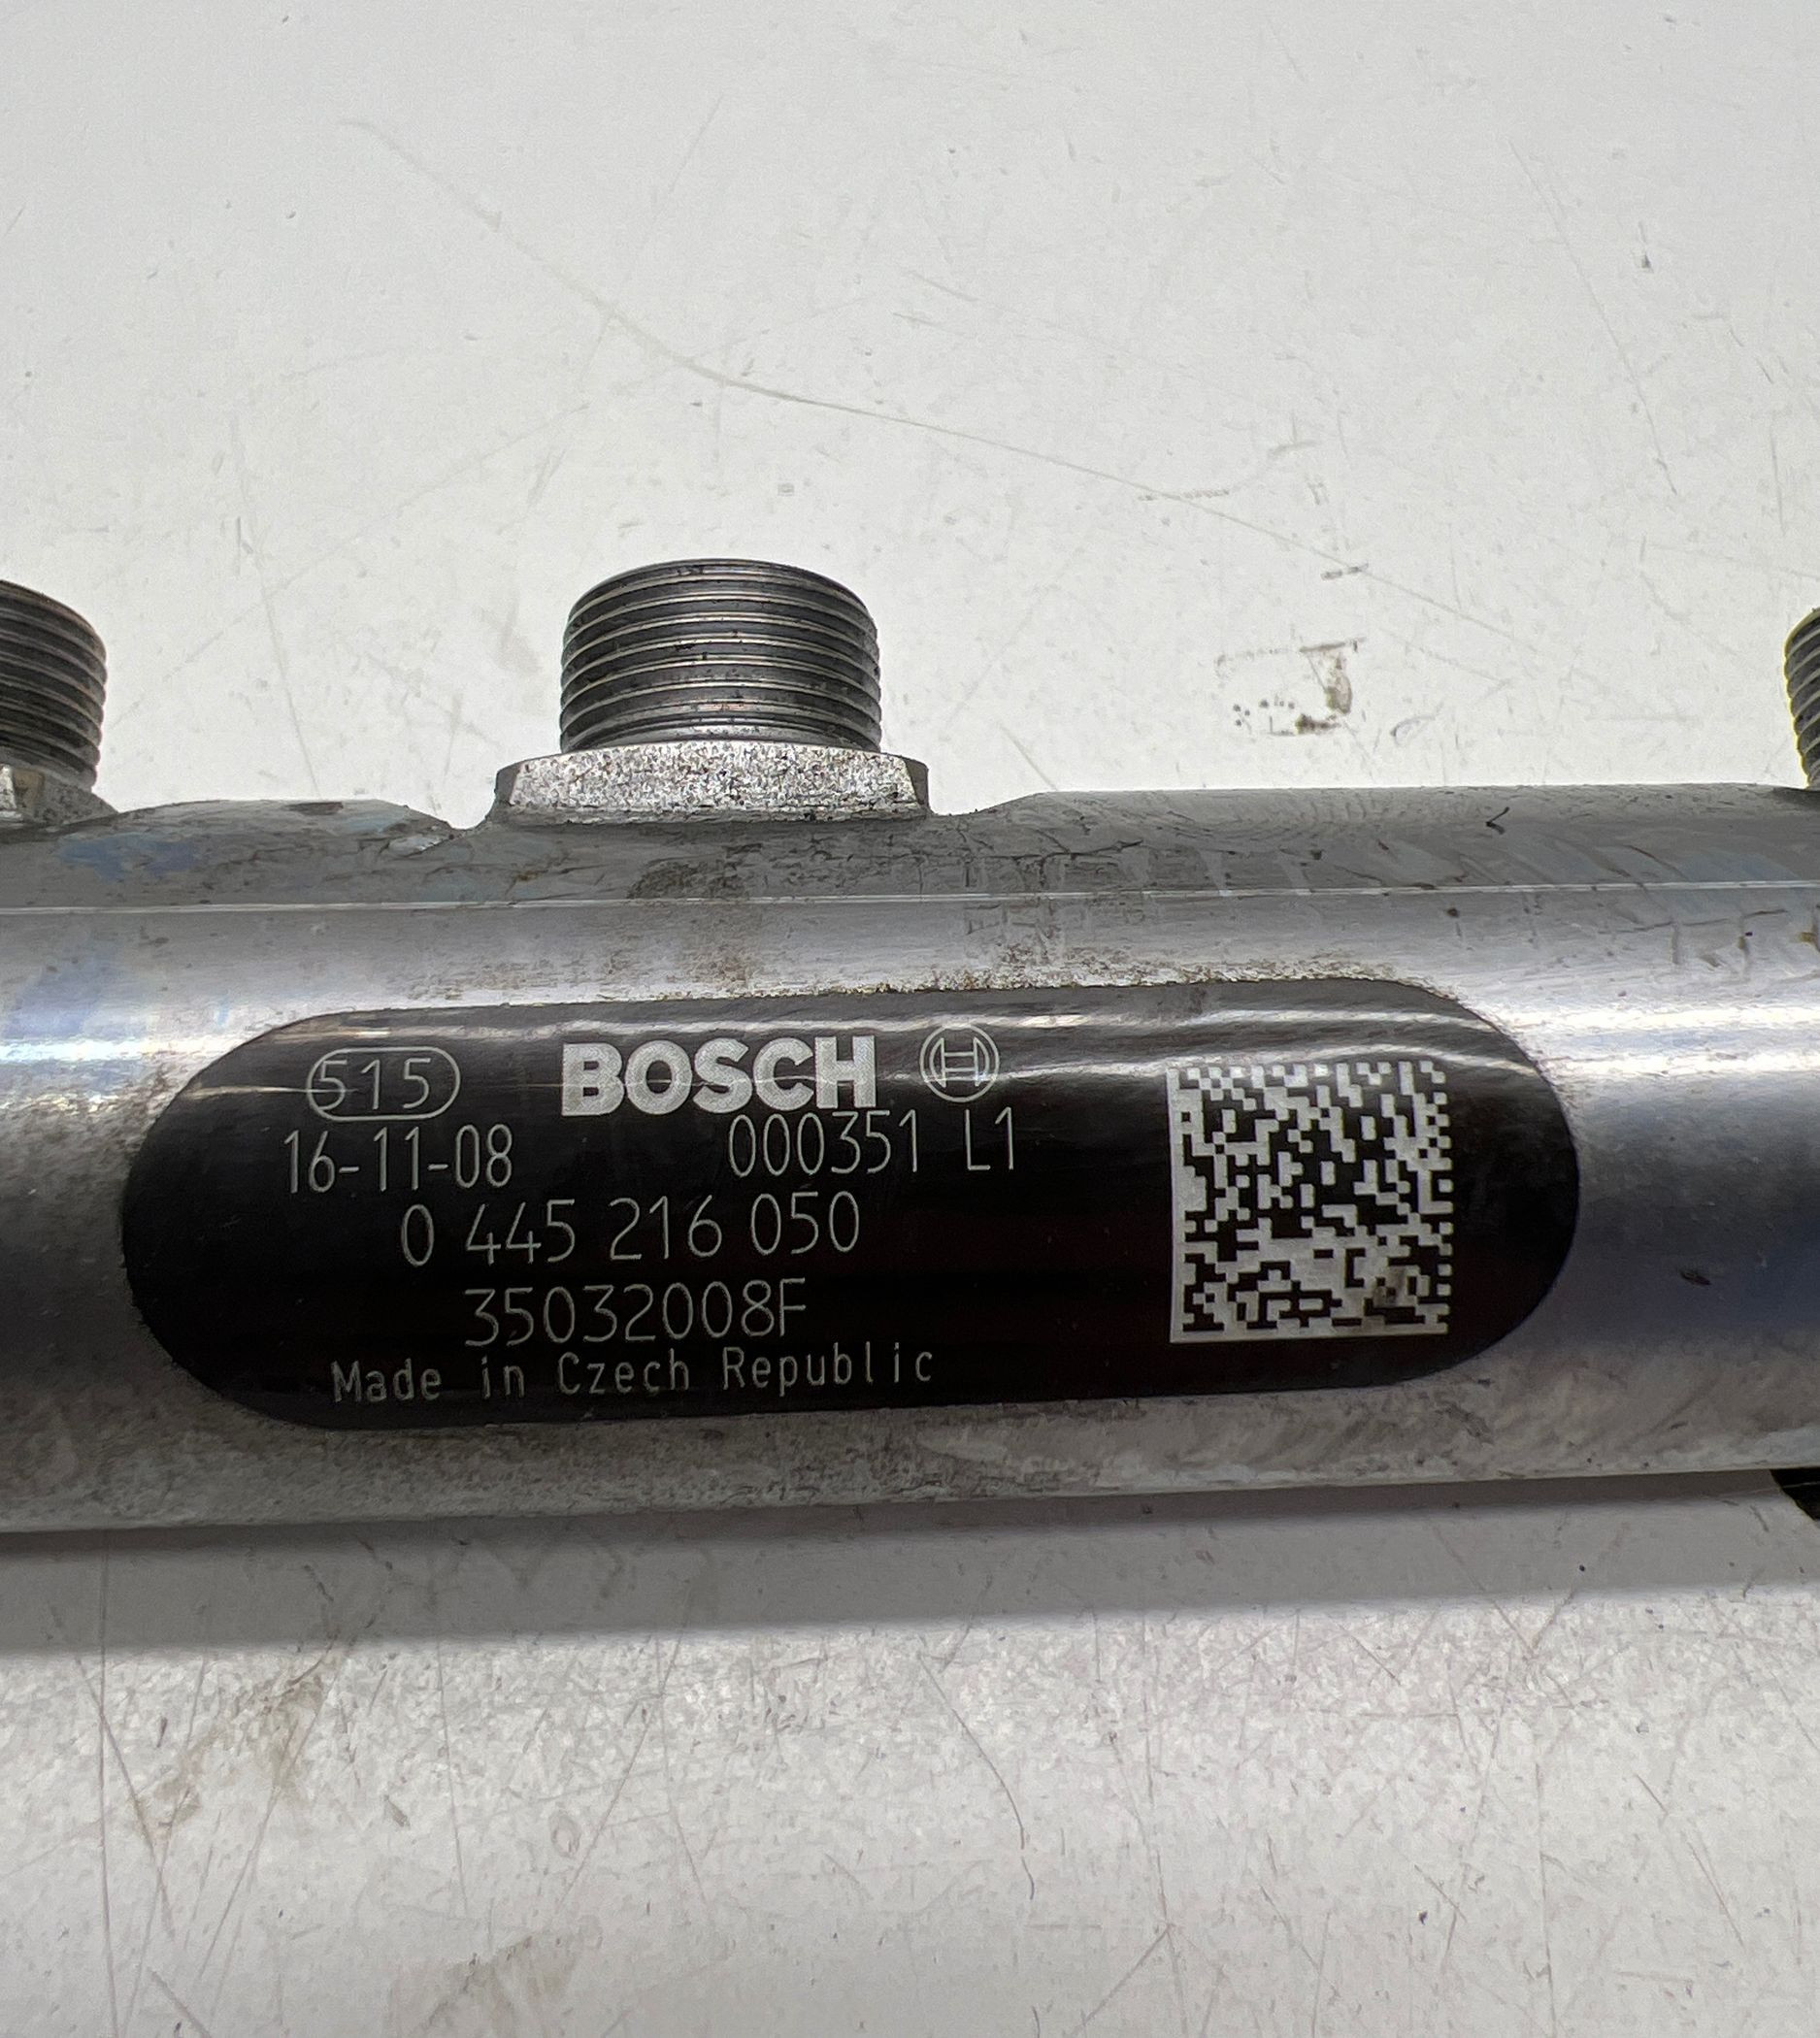 515 BOSCH
16-11-08 000351 L1
0 445 216 050
35032008F
Made in Czech Republic